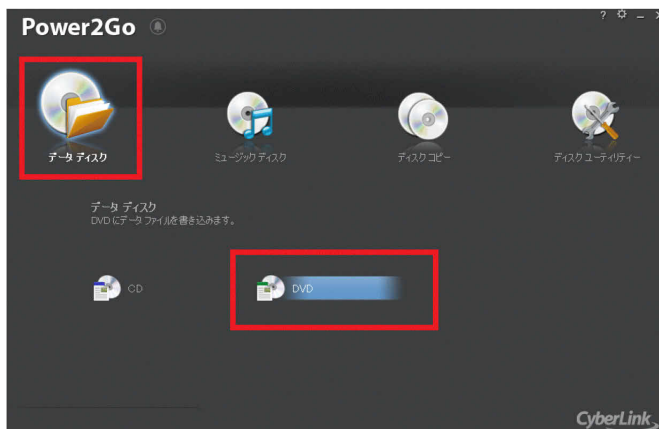 Power2Go
? _ X
データ ディスク
ミュージック ディスク
ディスク コピー
ディスク ユーティリティー
データ ディスク
DVD にデータ ファイルを書き込みます。
CD
DVD
CyberLink